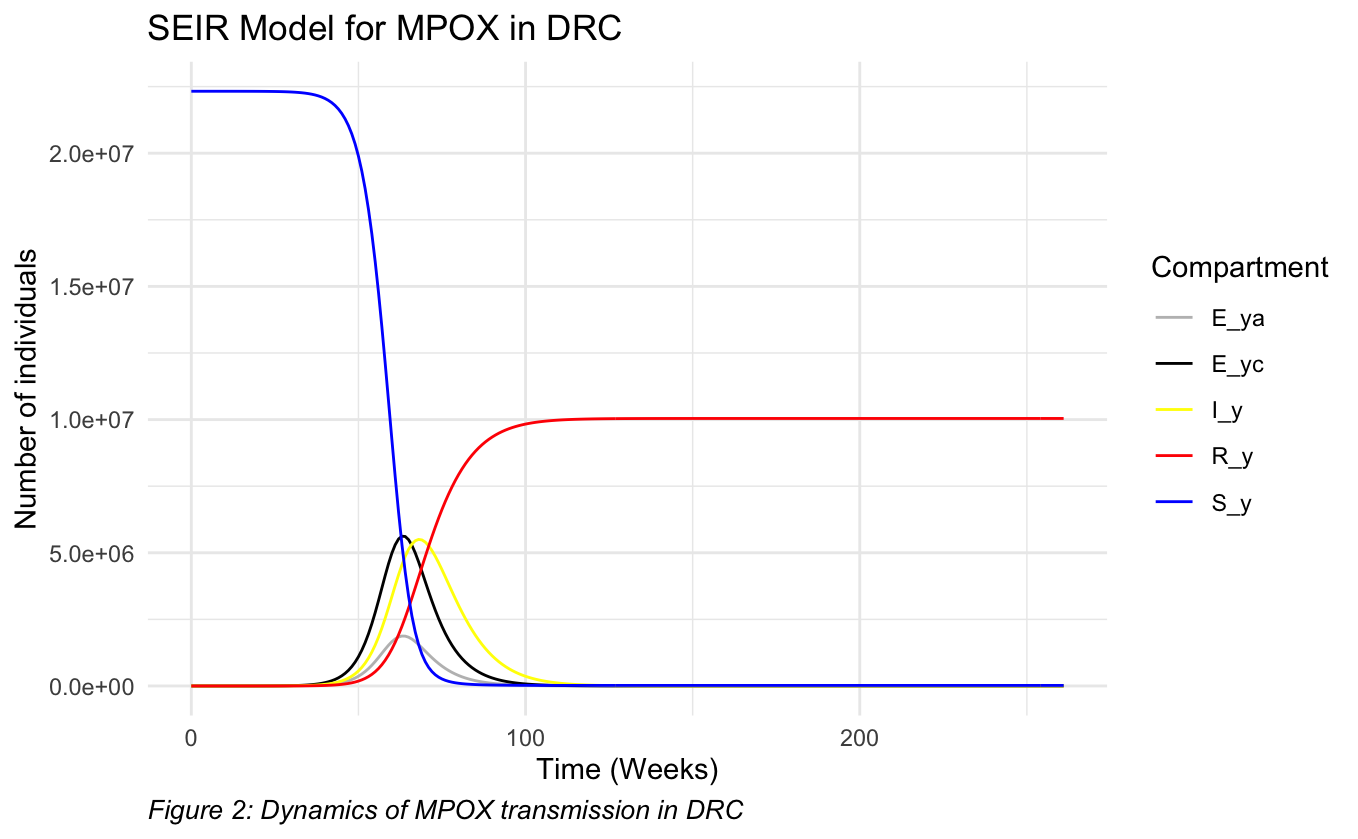 SEIR Model for MPOX in DRC
Number of individuals
2.0e+07
1.5e+07
1.0e+07
5.0e+06
0.0e+00
0
100
200
Time (Weeks)
Compartment
E_ya
E_yc
I_y
R_y
S_y
Figure 2: Dynamics of MPOX transmission in DRC